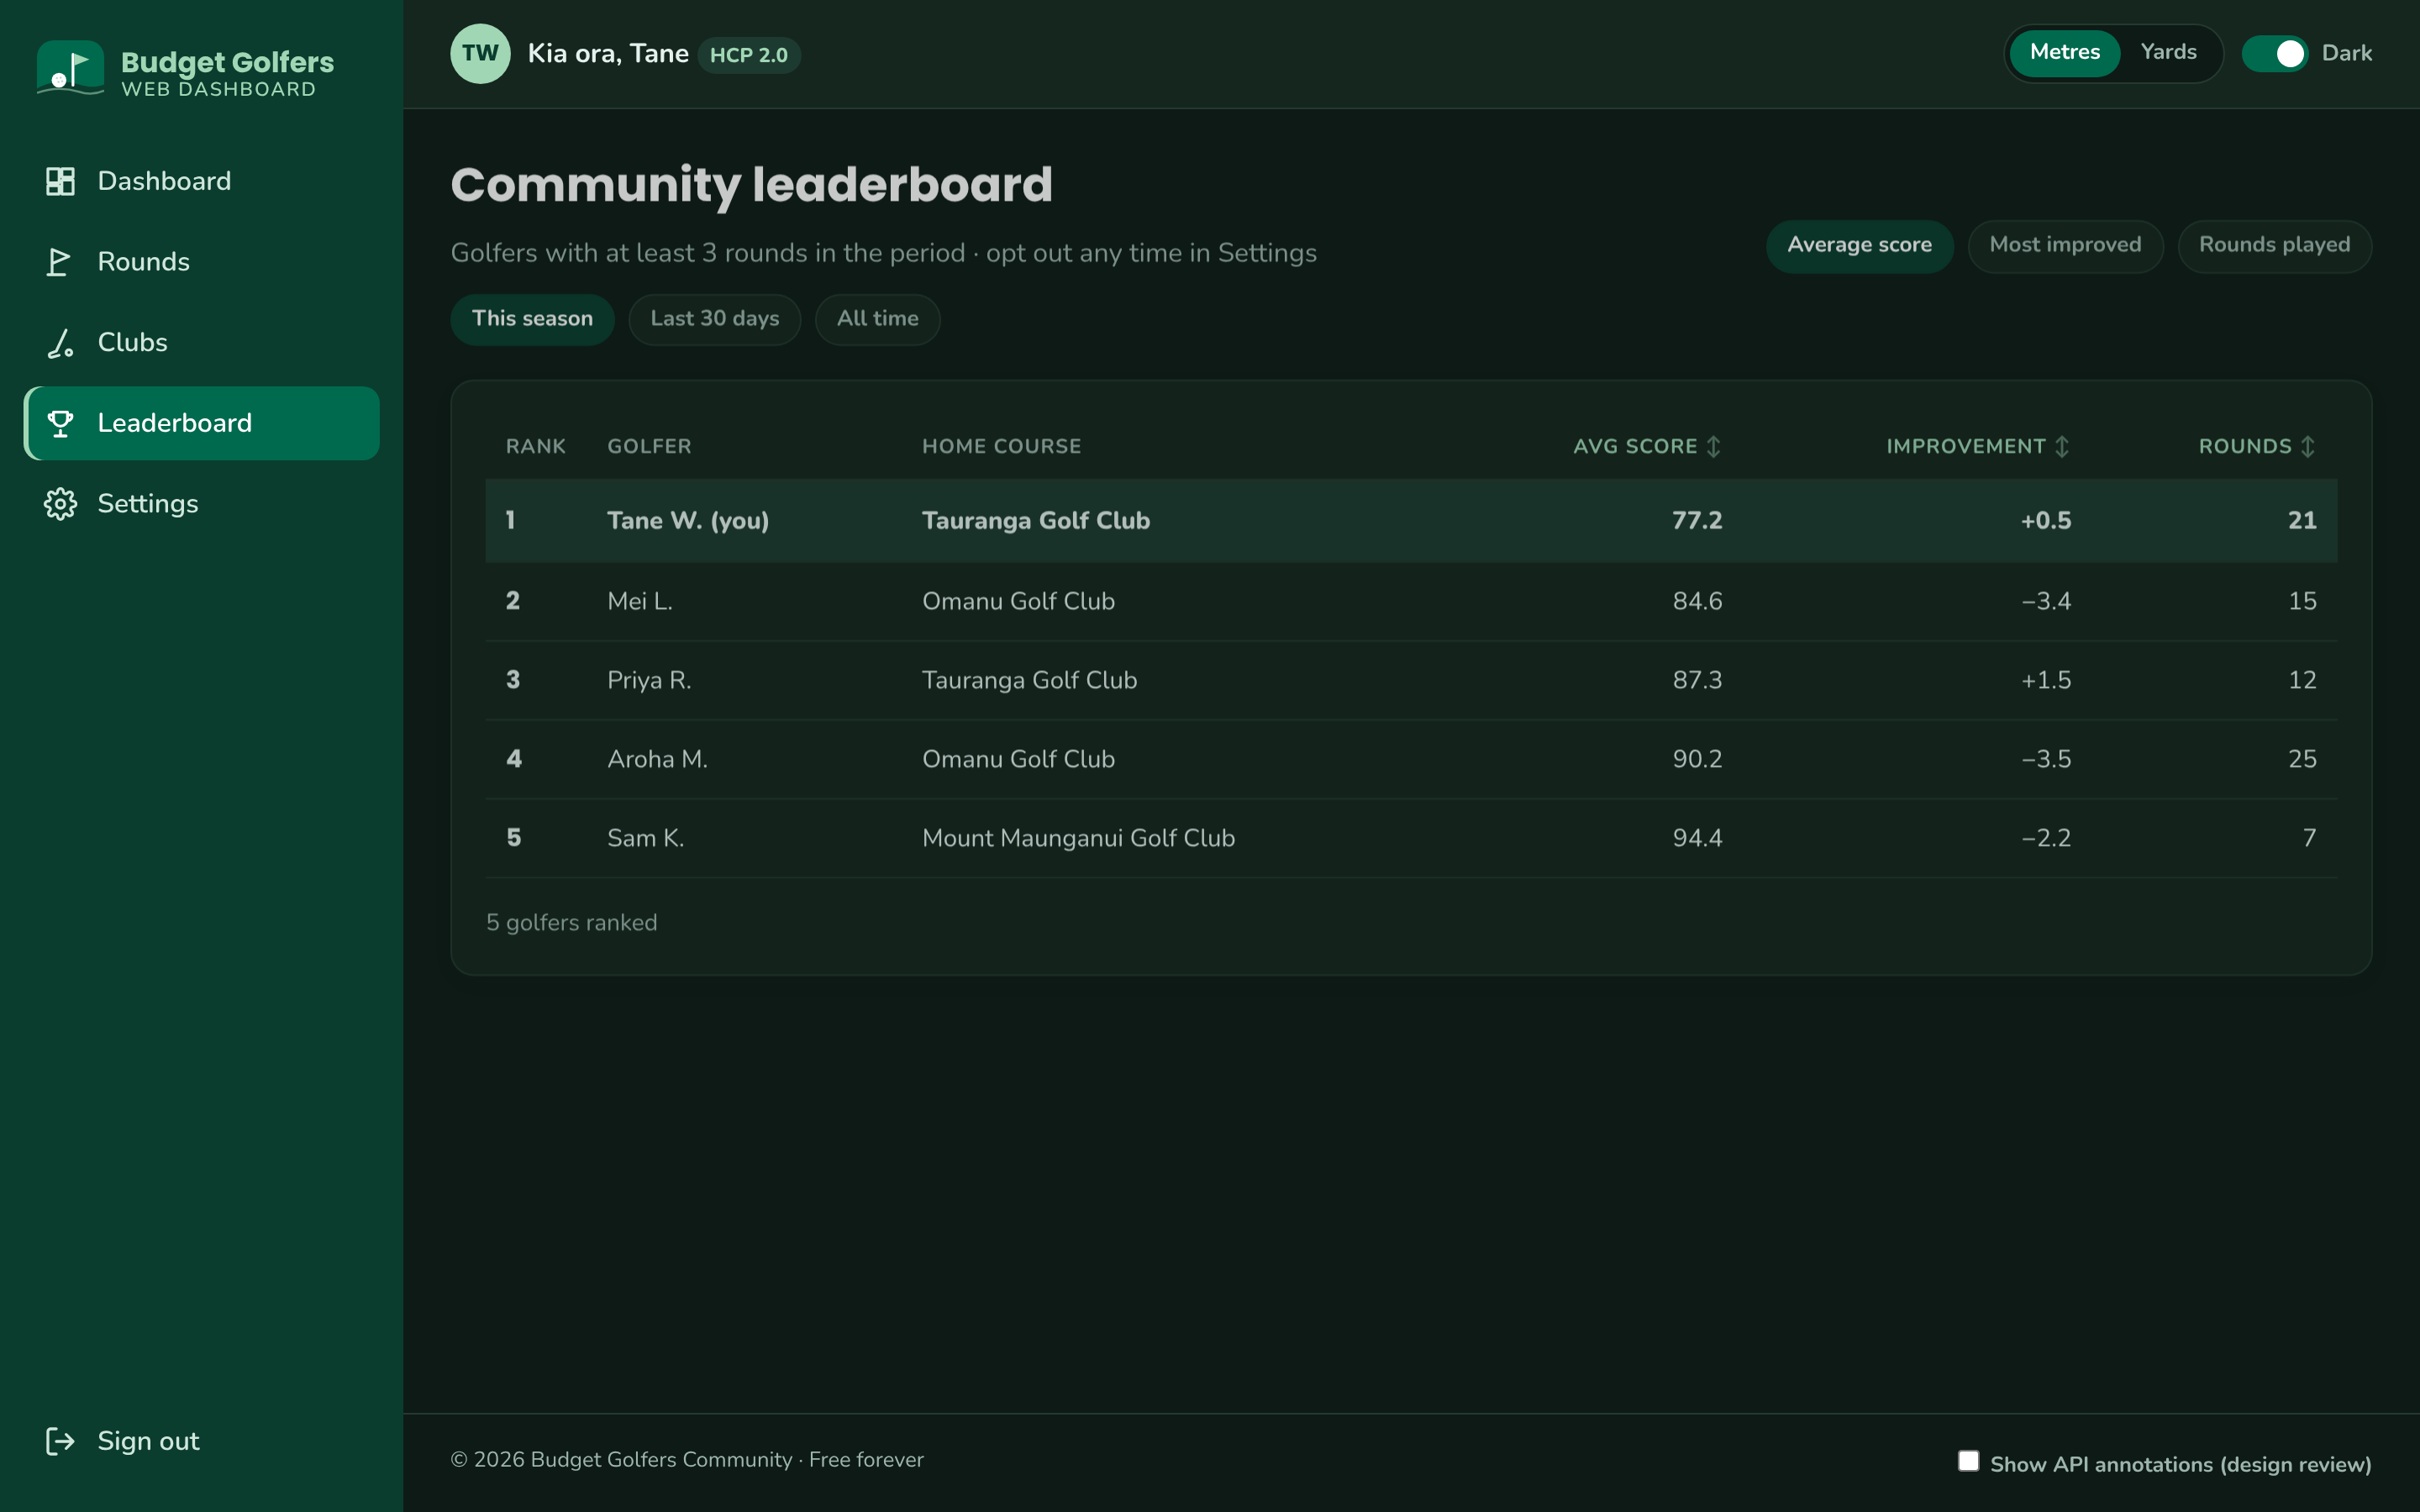 Budget Golfers
WEB DASHBOARD
Dashboard
Rounds
Clubs
Leaderboard
Settings
Sign out
TW Kia ora, Tane HCP 2.0
Metres Yards Dark
Community leaderboard
Golfers with at least 3 rounds in the period · opt out any time in Settings
Average score Most improved Rounds played
This season Last 30 days All time
RANK GOLFER HOME COURSE AVG SCORE ↕ IMPROVEMENT ↕ ROUNDS ↕
1 Tane W. (you) Tauranga Golf Club 77.2 +0.5 21
2 Mei L. Omanu Golf Club 84.6 −3.4 15
3 Priya R. Tauranga Golf Club 87.3 +1.5 12
4 Aroha M. Omanu Golf Club 90.2 −3.5 25
5 Sam K. Mount Maunganui Golf Club 94.4 −2.2 7
5 golfers ranked
© 2026 Budget Golfers Community · Free forever
Show API annotations (design review)